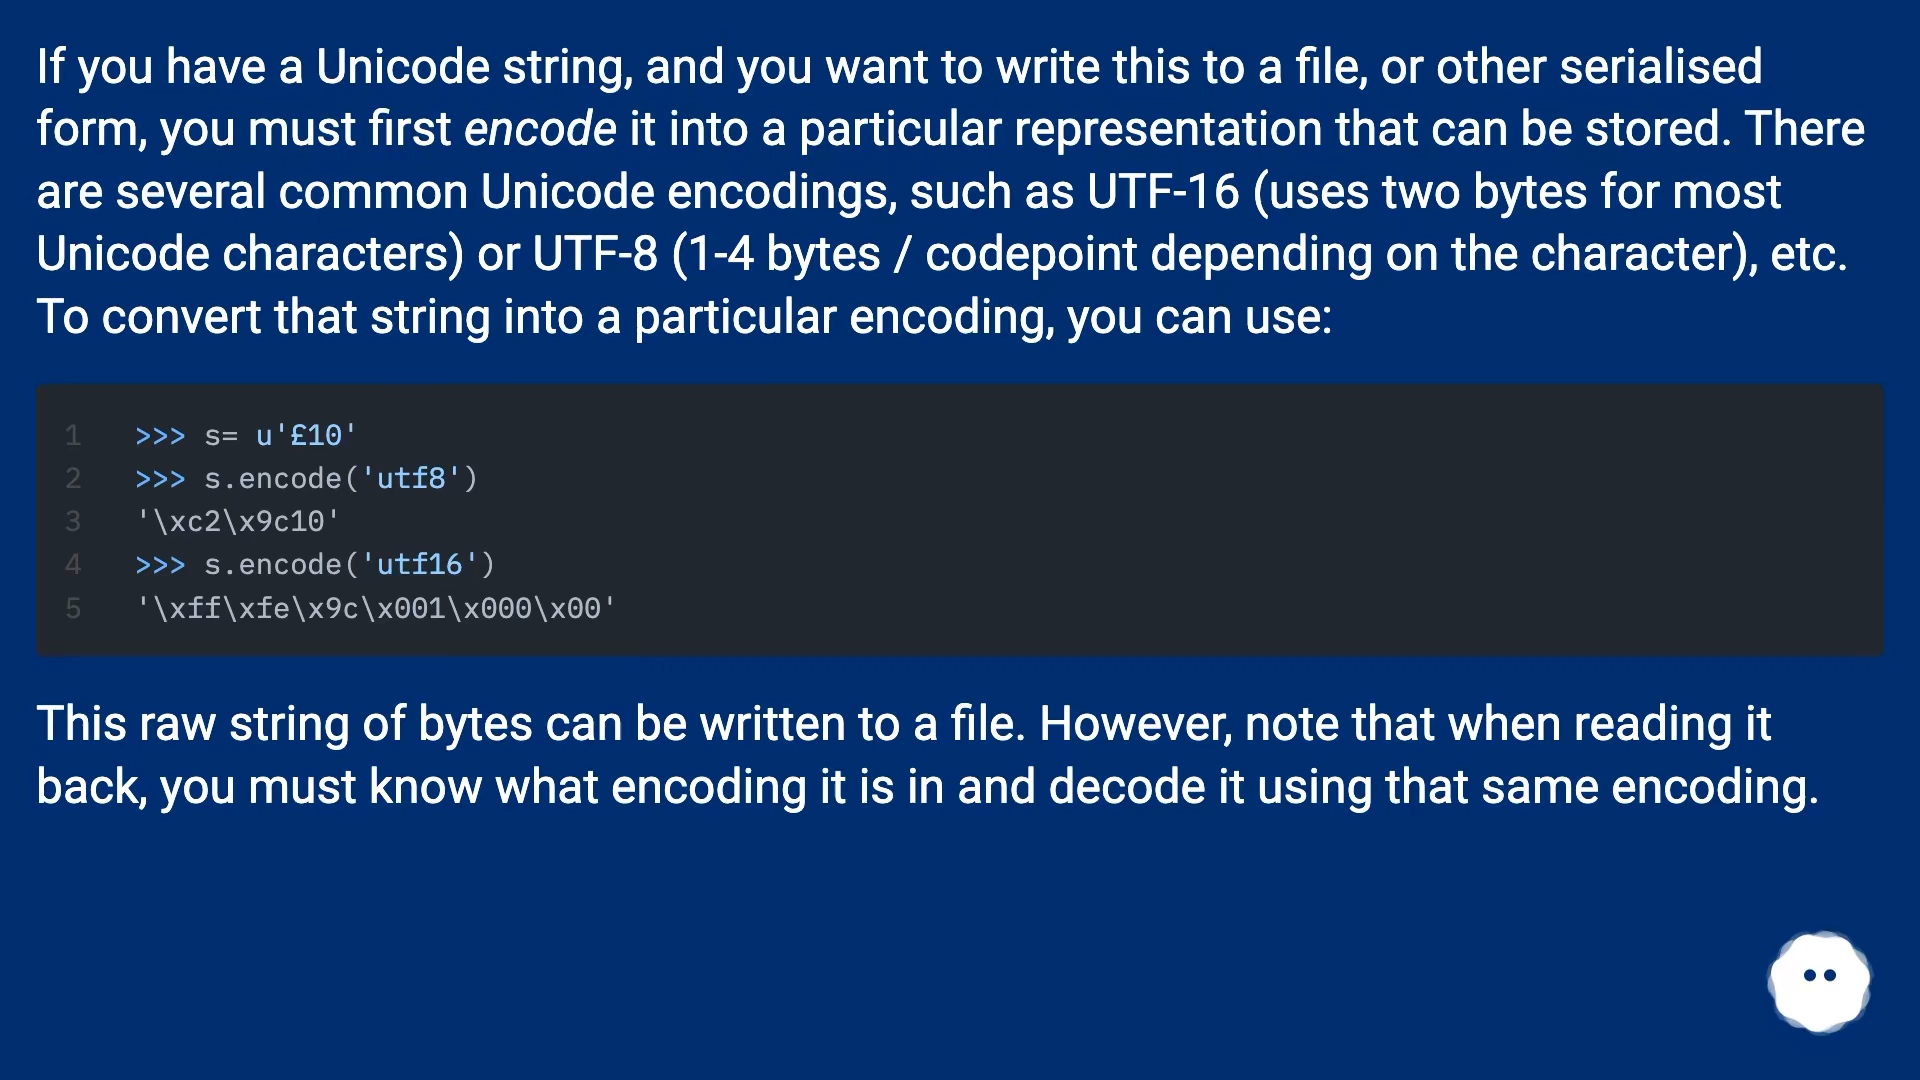 If you have a Unicode string, and you want to write this to a file, or other serialised
form, you must first encode it into a particular representation that can be stored. There
are several common Unicode encodings, such as UTF-16 (uses two bytes for most
Unicode characters) or UTF-8 (1-4 bytes / codepoint depending on the character), etc.
To convert that string into a particular encoding, you can use:
1 >>> s= u'£10'
2 >>> s.encode('utf8')
3 '\xc2\x9c10'
4 >>> s.encode('utf16')
5 '\xff\xfe\x9c\x001\x000\x00'
This raw string of bytes can be written to a file. However, note that when reading it
back, you must know what encoding it is in and decode it using that same encoding.